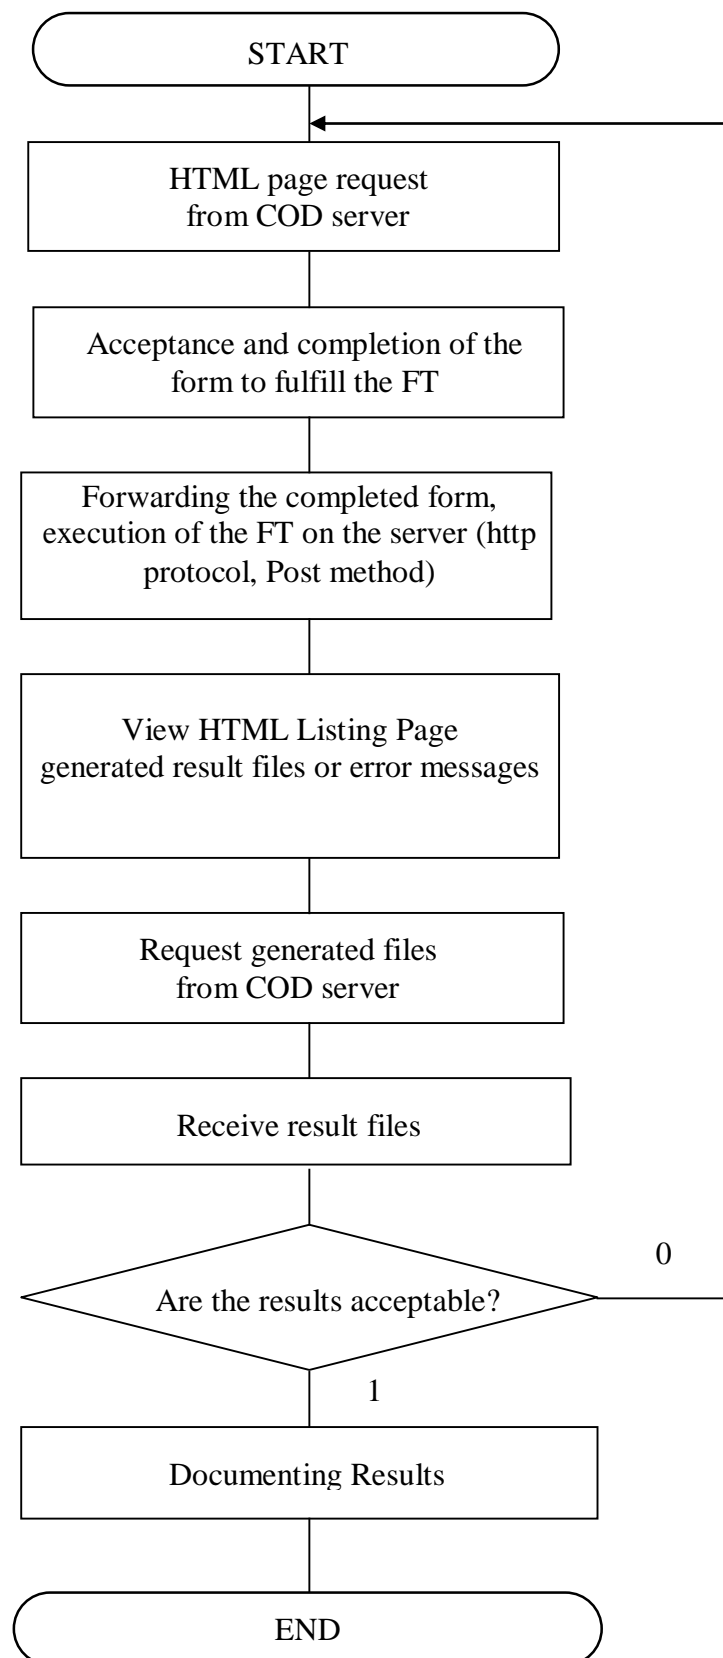 START
HTML page request
from COD server
Acceptance and completion of the
form to fulfill the FT
Forwarding the completed form,
execution of the FT on the server (http
protocol, Post method)
View HTML Listing Page
generated result files or error messages
Request generated files
from COD server
Receive result files
0
Are the results acceptable?
1
Documenting Results
END